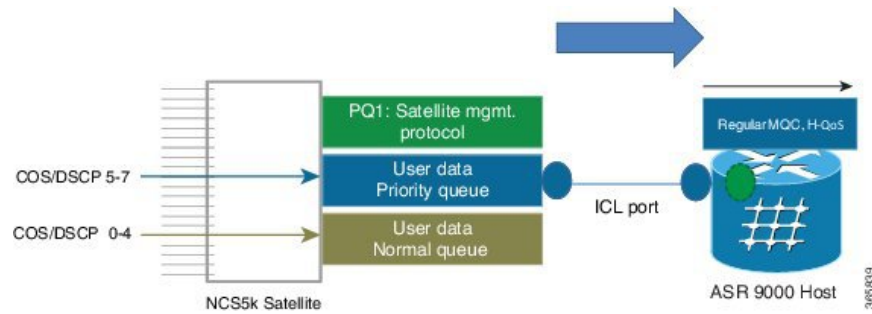 PQ1: Satellite mgmt.
protocol
Regular MQC, H-QoS
COS/DSCP 5-7
User data
Priority queue
ICL port
COS/DSCP 0-4
User data
Normal queue
NCS5k Satellite
ASR 9000 Host
365839